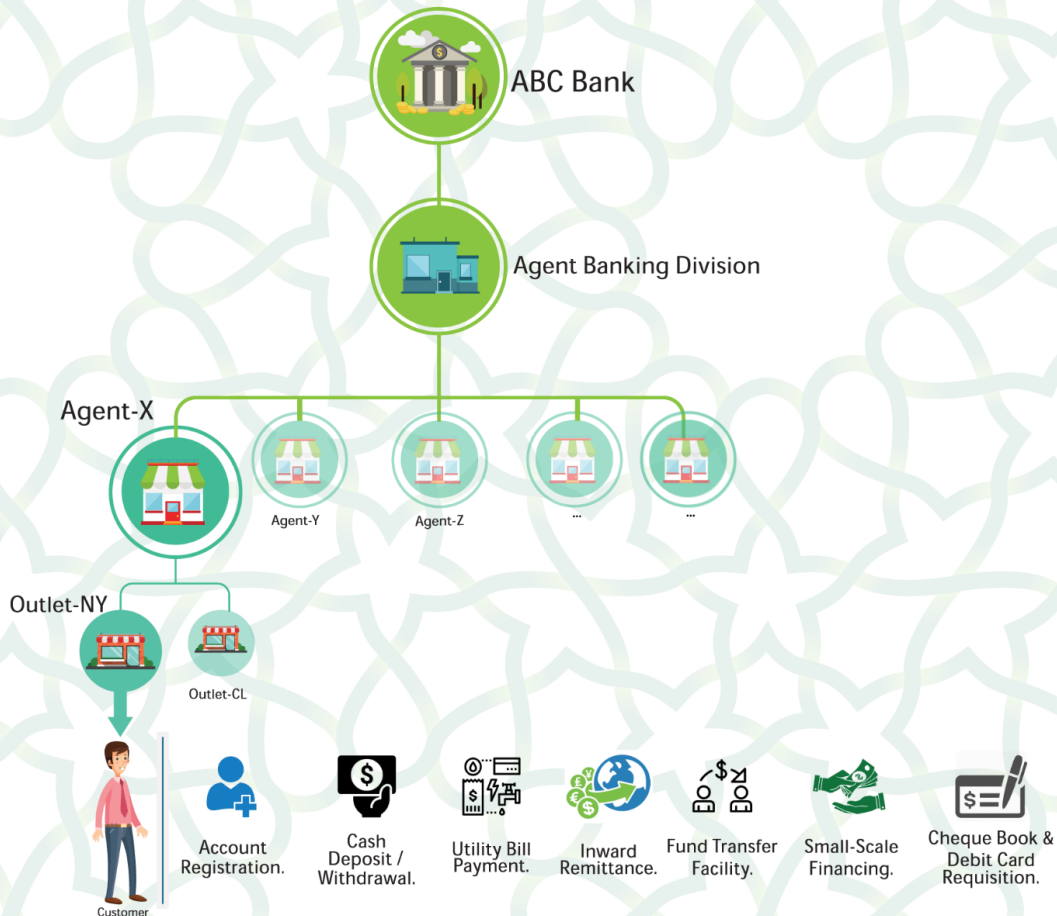 ABC Bank
Agent Banking Division
Agent-X
Agent-Y
Agent-Z
...
...
Outlet-NY
Outlet-CL
Customer
Account
Registration.
Cash
Deposit /
Withdrawal.
Utility Bill
Payment.
Inward
Remittance.
Fund Transfer
Facility.
Small-Scale
Financing.
Cheque Book &
Debit Card
Requisition.